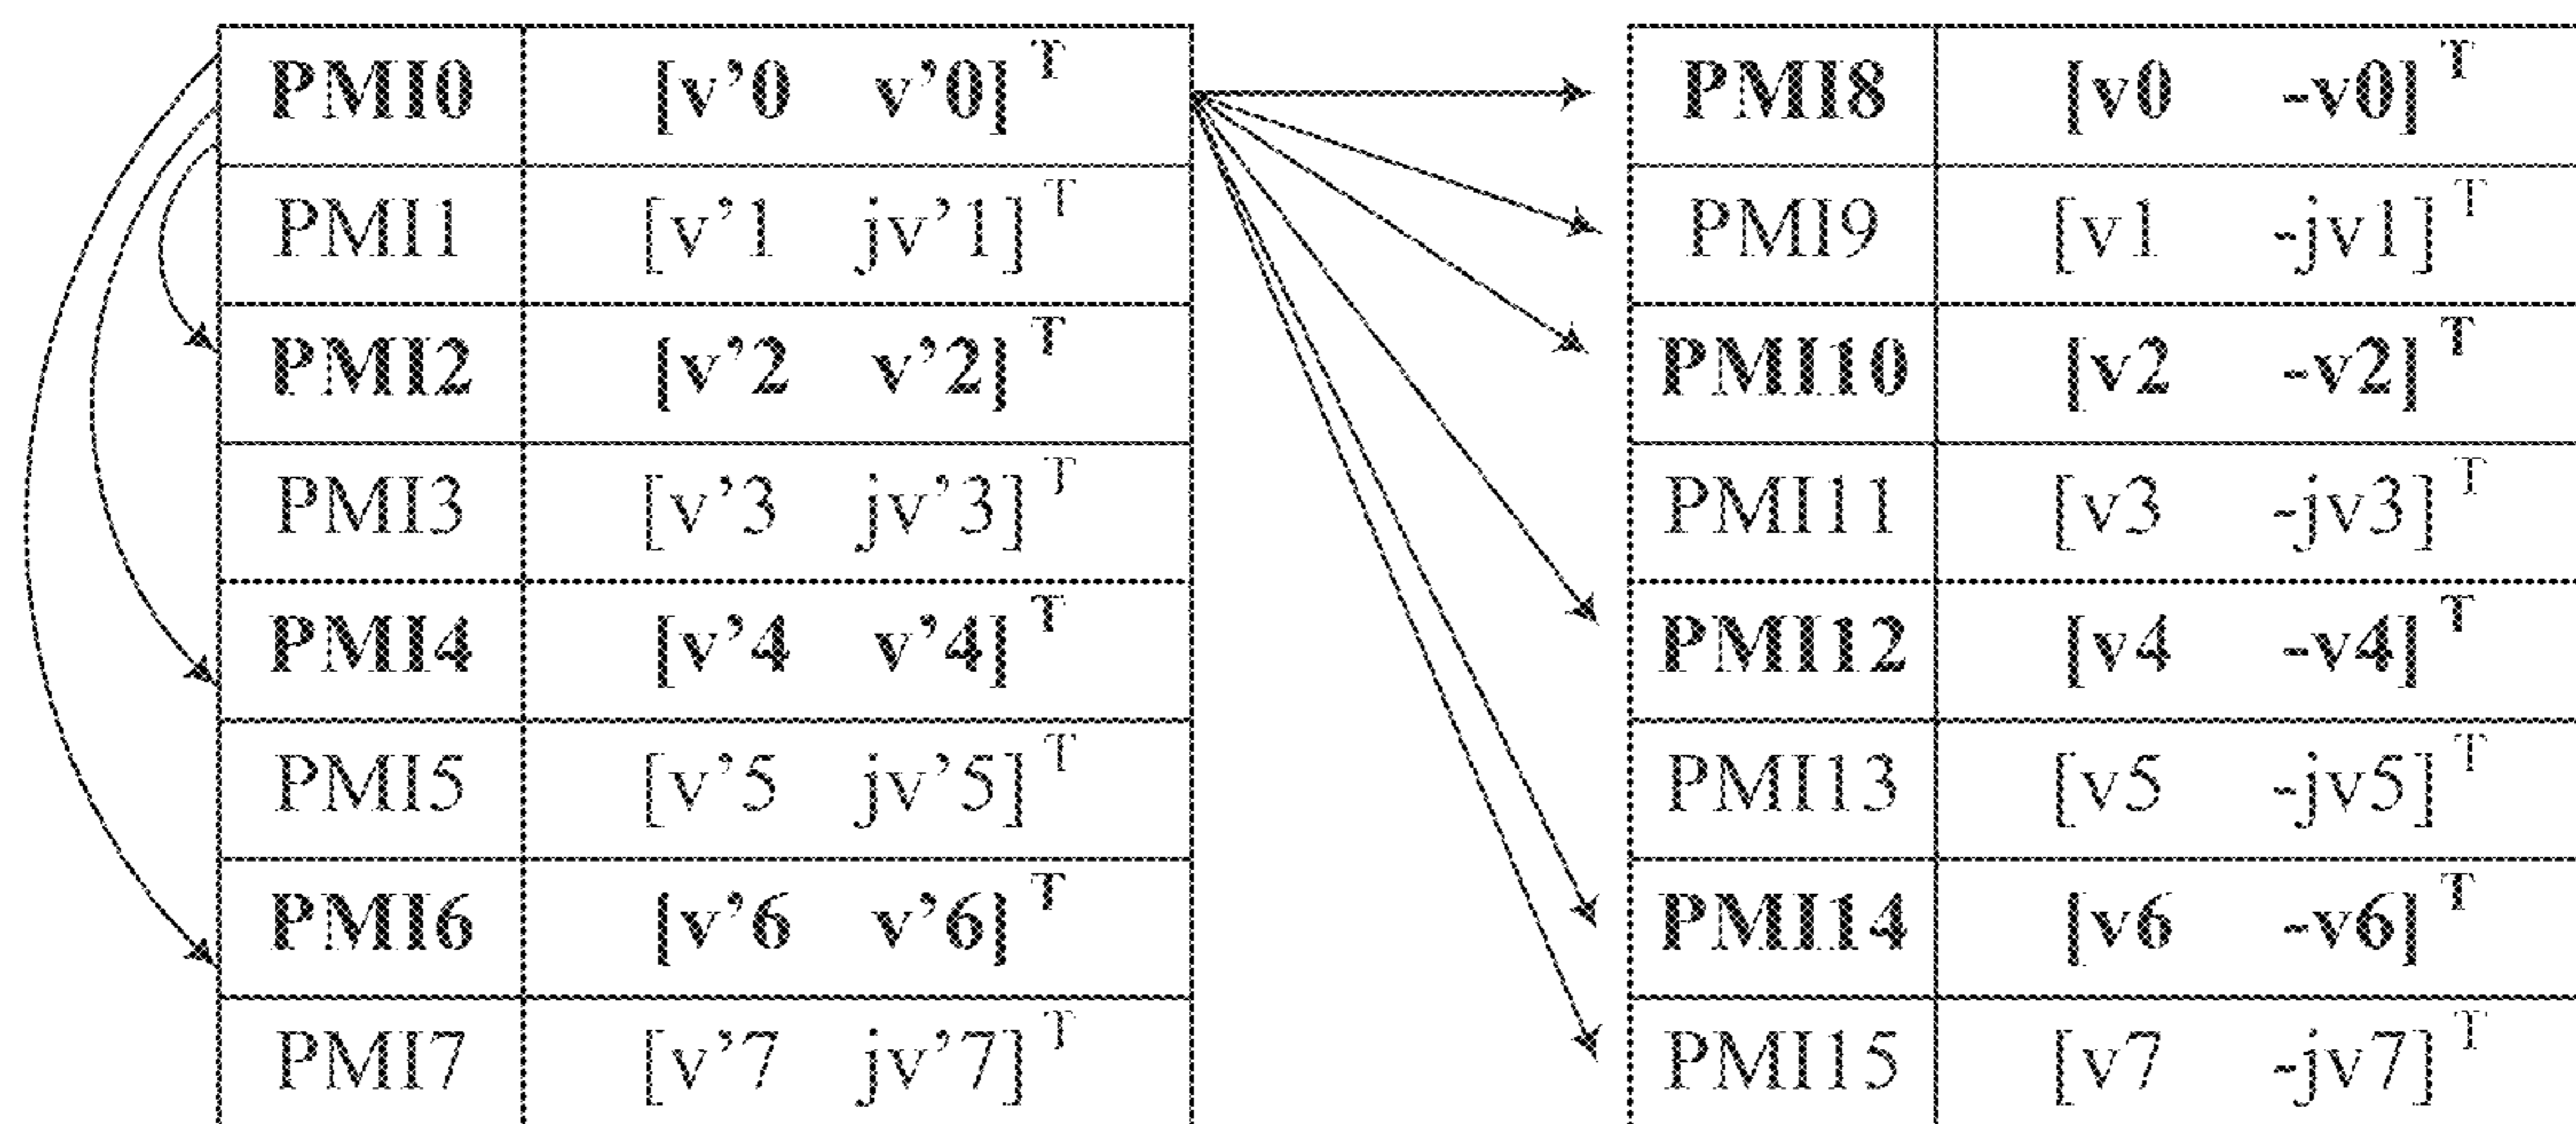 PMI0 [v’0 v’0]ᵀ PMI8 [v0 -v0]ᵀ
PMI1 [v’1 jv’1]ᵀ PMI9 [v1 -jv1]ᵀ
PMI2 [v’2 v’2]ᵀ PMI10 [v2 -v2]ᵀ
PMI3 [v’3 jv’3]ᵀ PMI11 [v3 -jv3]ᵀ
PMI4 [v’4 v’4]ᵀ PMI12 [v4 -v4]ᵀ
PMI5 [v’5 jv’5]ᵀ PMI13 [v5 -jv5]ᵀ
PMI6 [v’6 v’6]ᵀ PMI14 [v6 -v6]ᵀ
PMI7 [v’7 jv’7]ᵀ PMI15 [v7 -jv7]ᵀ